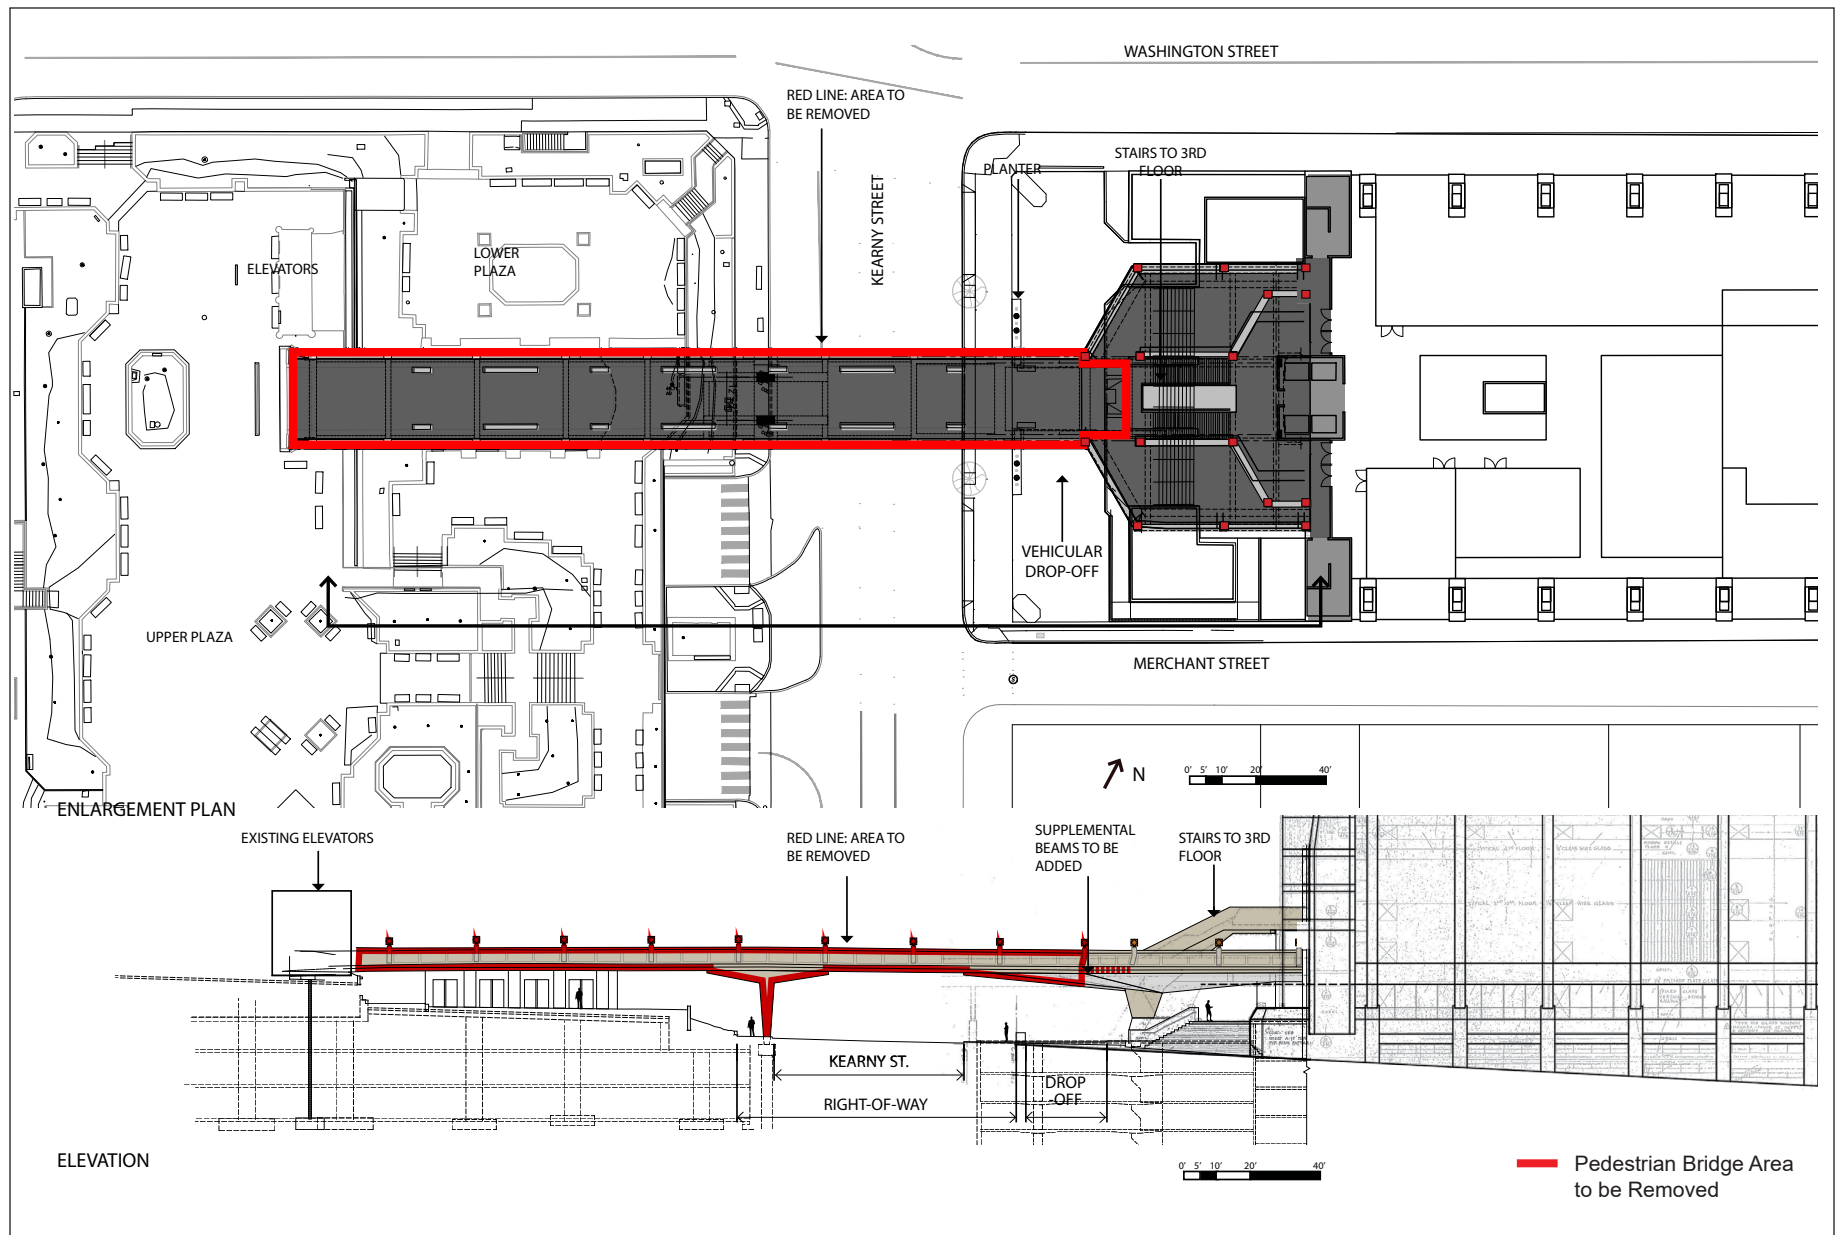 WASHINGTON STREET
RED LINE: AREA TO
BE REMOVED
KEARNY STREET
PLANTER
STAIRS TO 3RD
FLOOR
ELEVATORS
LOWER
PLAZA
VEHICULAR
DROP-OFF
UPPER PLAZA
MERCHANT STREET
N
0' 5' 10' 20' 40'
ENLARGEMENT PLAN
EXISTING ELEVATORS
RED LINE: AREA TO
BE REMOVED
SUPPLEMENTAL
BEAMS TO BE
ADDED
STAIRS TO 3RD
FLOOR
KEARNY ST.
RIGHT-OF-WAY
DROP
-OFF
ELEVATION
0' 5' 10' 20' 40'
Pedestrian Bridge Area
to be Removed